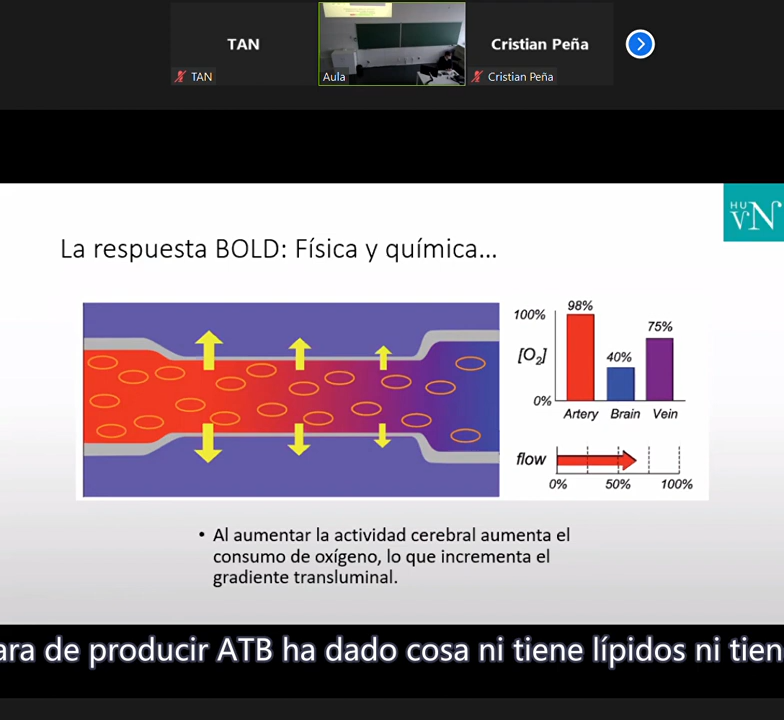 TAN
Cristian Peña
TAN
Aula
Cristian Peña
HU
VN
La respuesta BOLD: Física y química...
98%
100%
75%
[O₂]
40%
0%
Artery Brain Vein
flow
0% 50% 100%
• Al aumentar la actividad cerebral aumenta el
consumo de oxígeno, lo que incrementa el
gradiente transluminal.
ara de producir ATB ha dado cosa ni tiene lípidos ni tien